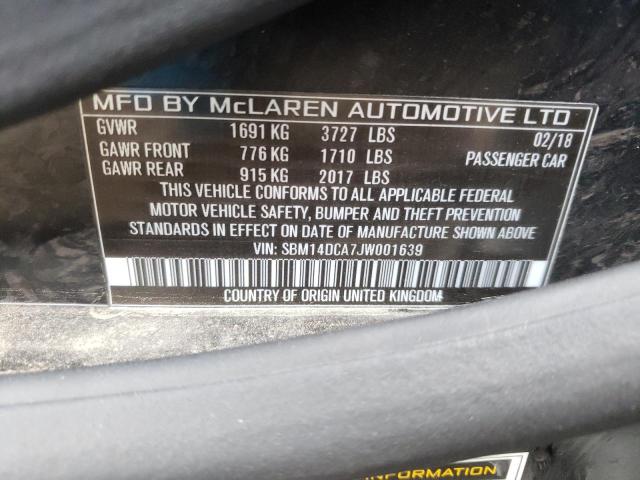 MFD BY McLAREN AUTOMOTIVE LTD
GVWR 1691 KG 3727 LBS 02/18
GAWR FRONT 776 KG 1710 LBS PASSENGER CAR
GAWR REAR 915 KG 2017 LBS
THIS VEHICLE CONFORMS TO ALL APPLICABLE FEDERAL
MOTOR VEHICLE SAFETY, BUMPER AND THEFT PREVENTION
STANDARDS IN EFFECT ON DATE OF MANUFACTURE SHOWN ABOVE
VIN: SBM14DCA7JW001639
COUNTRY OF ORIGIN UNITED KINGDOM
INFORMATION